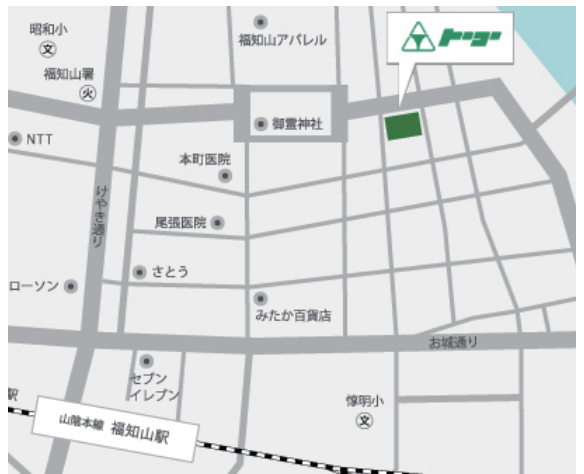 昭和小
文
福知山アパレル
トーヨー
福知山署
火
御霊神社
NTT
本町医院
けやき通り
尾張医院
さとう
ローソン
みたか百貨店
お城通り
セブン
イレブン
惇明小
文
駅
山陰本線 福知山駅